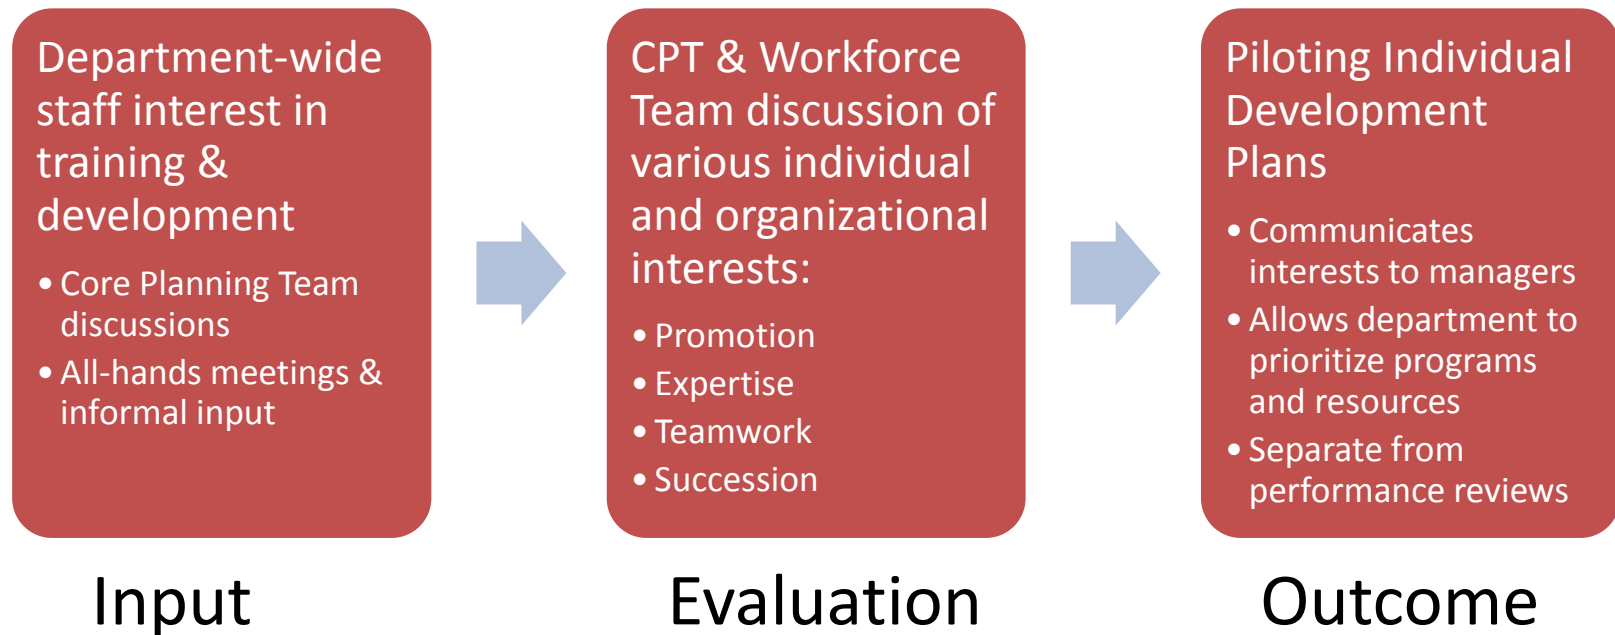 Department-wide
staff interest in
training &
development
• Core Planning Team
discussions
• All-hands meetings &
informal input
CPT & Workforce
Team discussion of
various individual
and organizational
interests:
• Promotion
• Expertise
• Teamwork
• Succession
Piloting Individual
Development
Plans
• Communicates
interests to managers
• Allows department to
prioritize programs
and resources
• Separate from
performance reviews
Input
Evaluation
Outcome